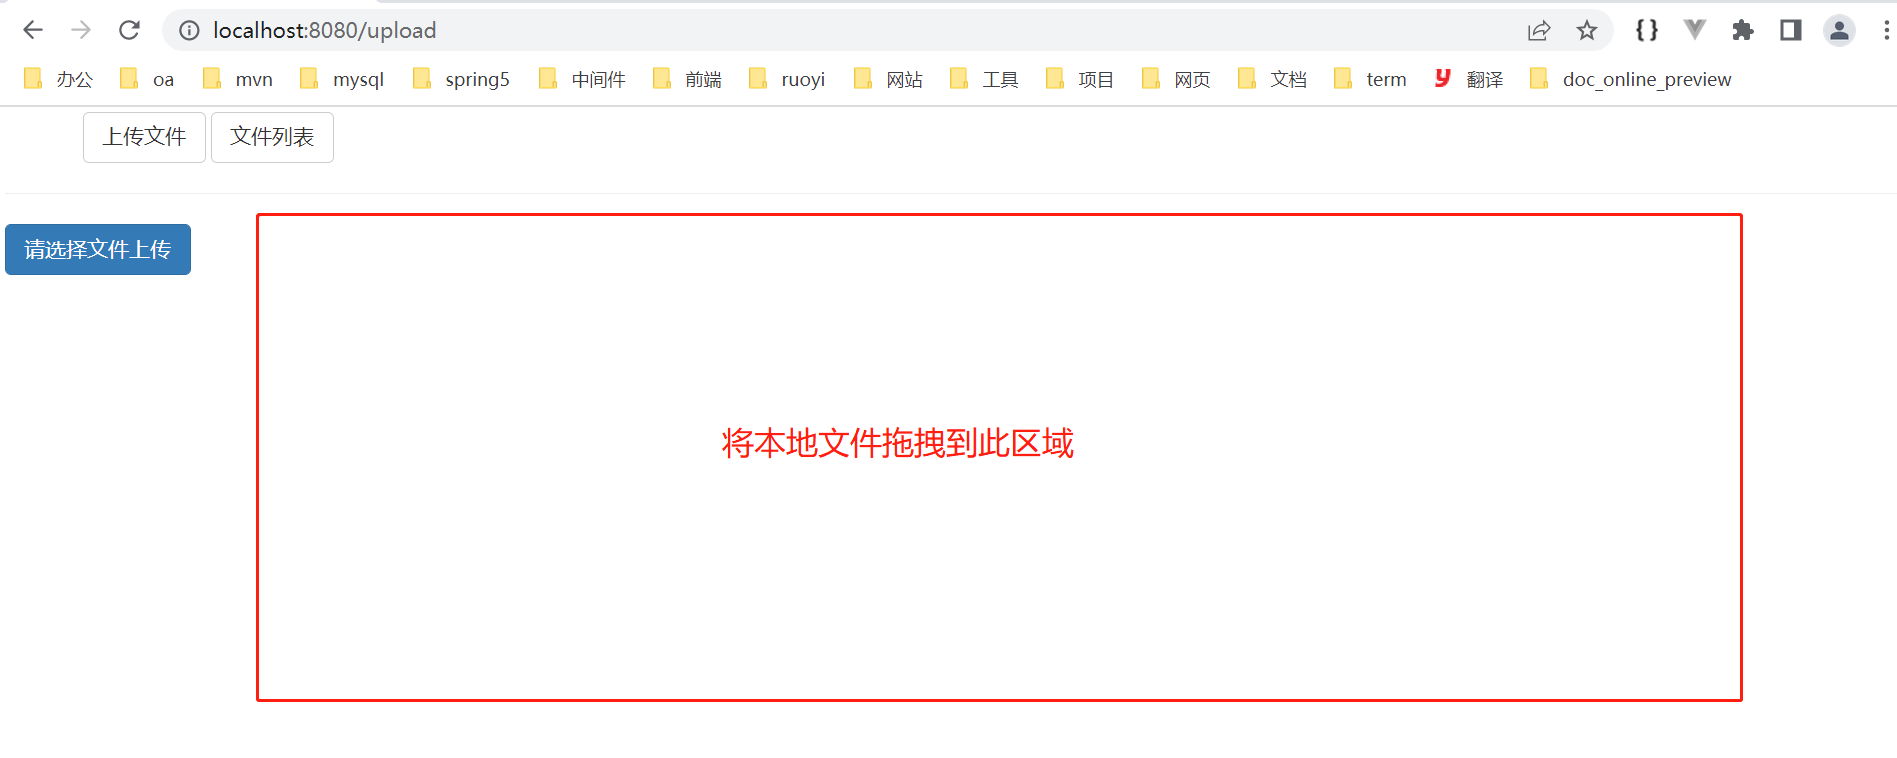 localhost:8080/upload
办公 oa mvn mysql spring5 中间件 前端 ruoyi 网站 工具 项目 网页 文档 term 翻译 doc_online_preview
上传文件 文件列表
请选择文件上传
将本地文件拖拽到此区域